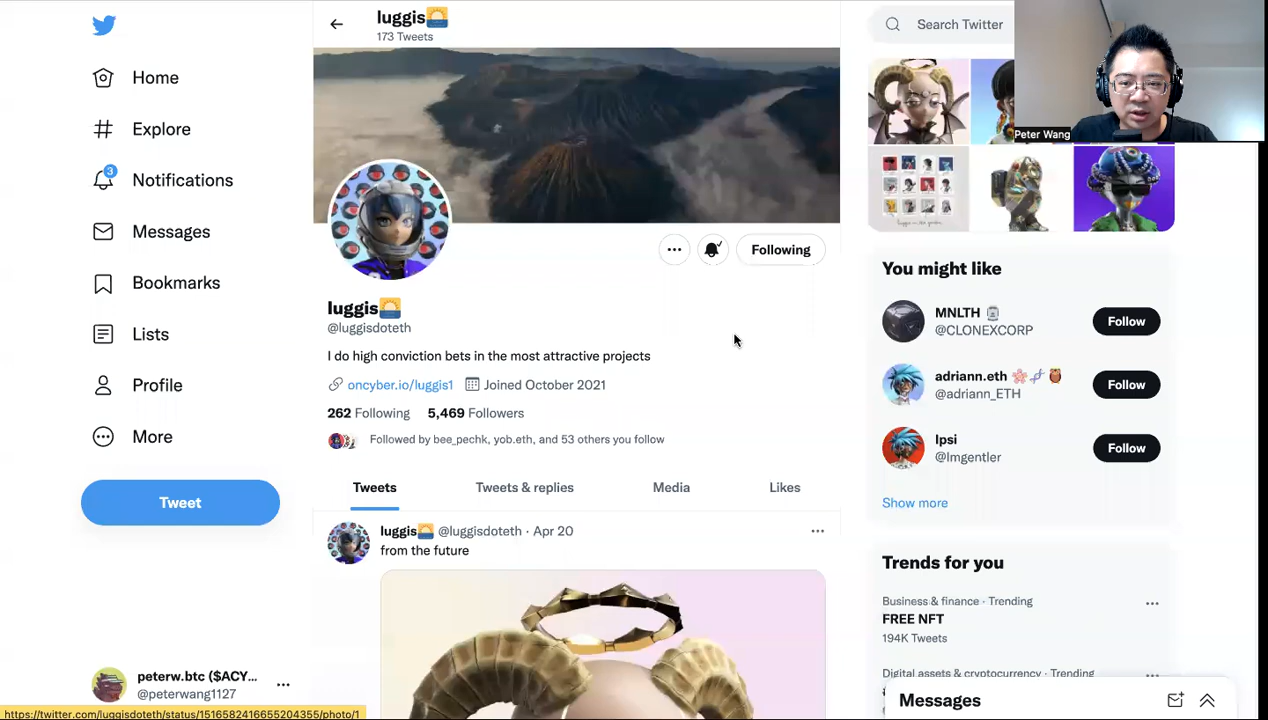 luggis🌅
173 Tweets
Home
Explore
3
Notifications
Messages
Bookmarks
Lists
Profile
More
Tweet
peterw.btc ($ACY...
@peterwang1127
https://twitter.com/luggisdoteth/status/1516582416655204355/photo/1
Following
luggis🌅
@luggisdoteth
I do high conviction bets in the most attractive projects
oncyber.io/luggis1 Joined October 2021
262 Following 5,469 Followers
Followed by bee_pechk, yob.eth, and 53 others you follow
Tweets Tweets & replies Media Likes
luggis🌅 @luggisdoteth · Apr 20
from the future
Search Twitter
Peter Wang
You might like
MNLTH
@CLONEXCORP
Follow
adriann.eth
@adriann_ETH
Follow
Ipsi
@lmgentler
Follow
Show more
Trends for you
Business & finance · Trending
FREE NFT
194K Tweets
Digital assets & cryptocurrency · Trending
Messages